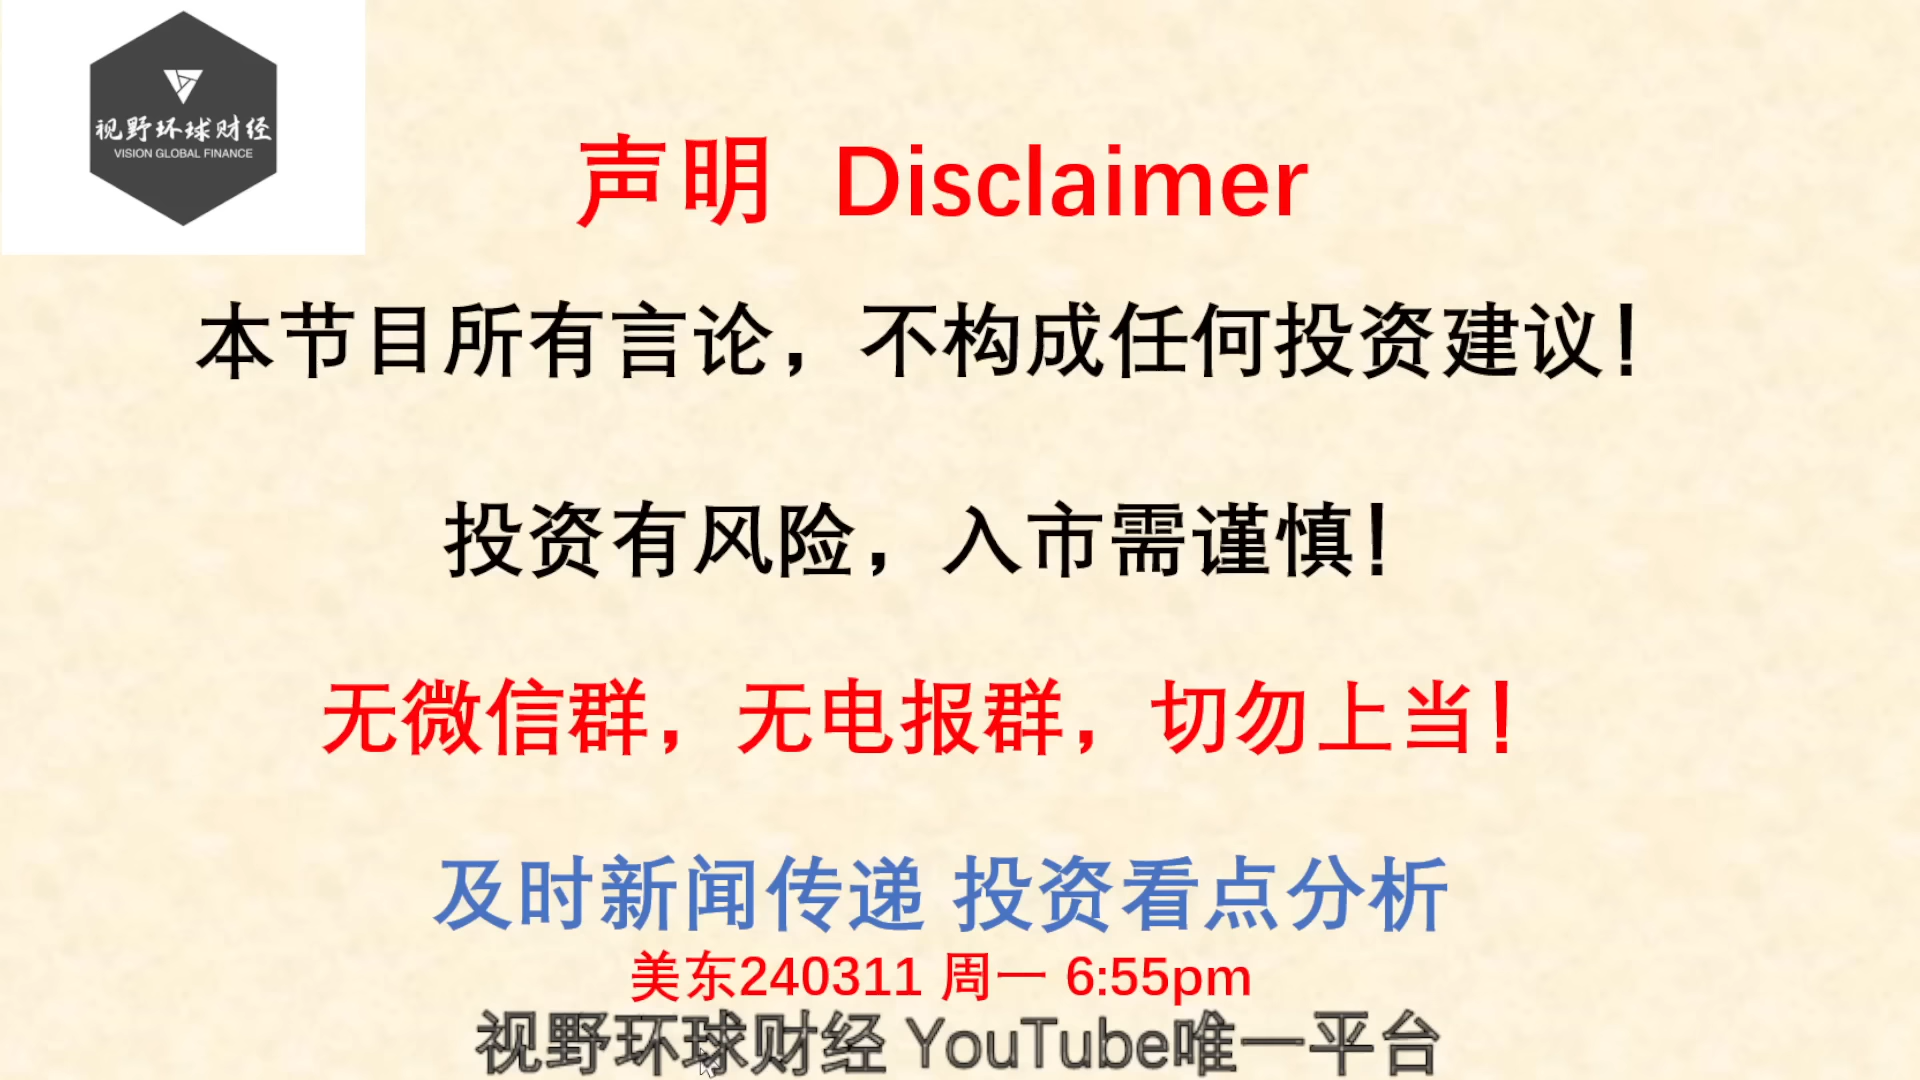 视野环球财经
VISION GLOBAL FINANCE
声明 Disclaimer
本节目所有言论，不构成任何投资建议！
投资有风险，入市需谨慎！
无微信群，无电报群，切勿上当！
及时新闻传递 投资看点分析
美东240311 周一 6:55pm
视野环球财经 YouTube唯一平台